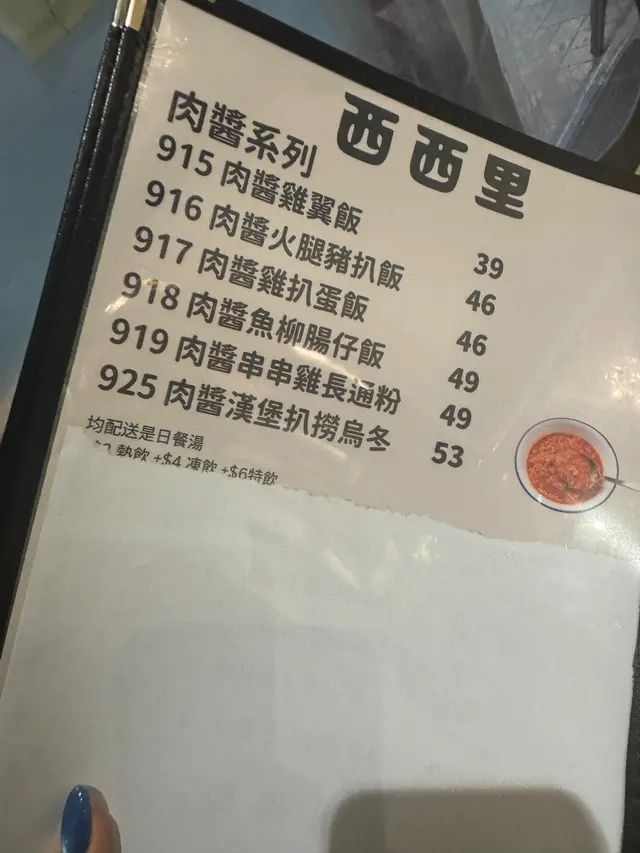 西西里
肉醬系列
915 肉醬雞翼飯 39
916 肉醬火腿豬扒飯 46
917 肉醬雞扒蛋飯 46
918 肉醬魚柳腸仔飯 49
919 肉醬串串雞長通粉 49
925 肉醬漢堡扒撈烏冬 53
均配送是日餐湯
熱飲 +$4 凍飲 +$6特飲